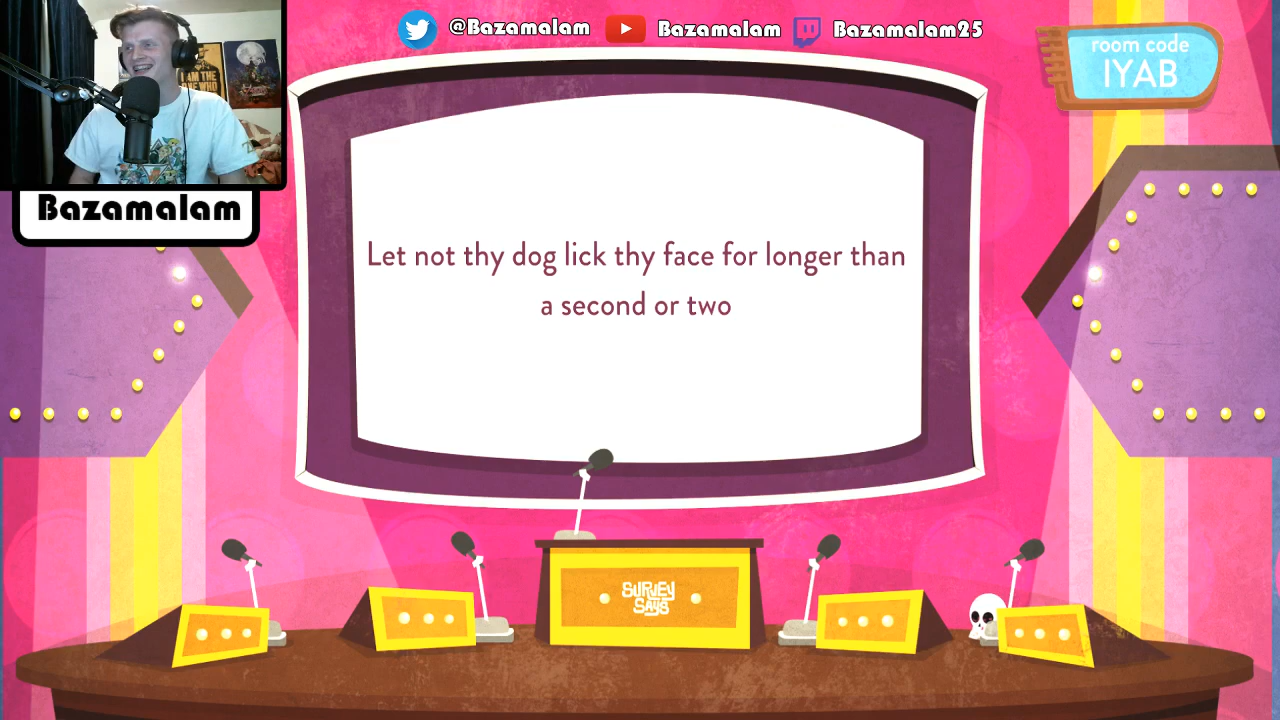 @Bazamalam
Bazamalam
Bazamalam25
room code
IYAB
Bazamalam
Let not thy dog lick thy face for longer than
a second or two
SURVEY
SAYS